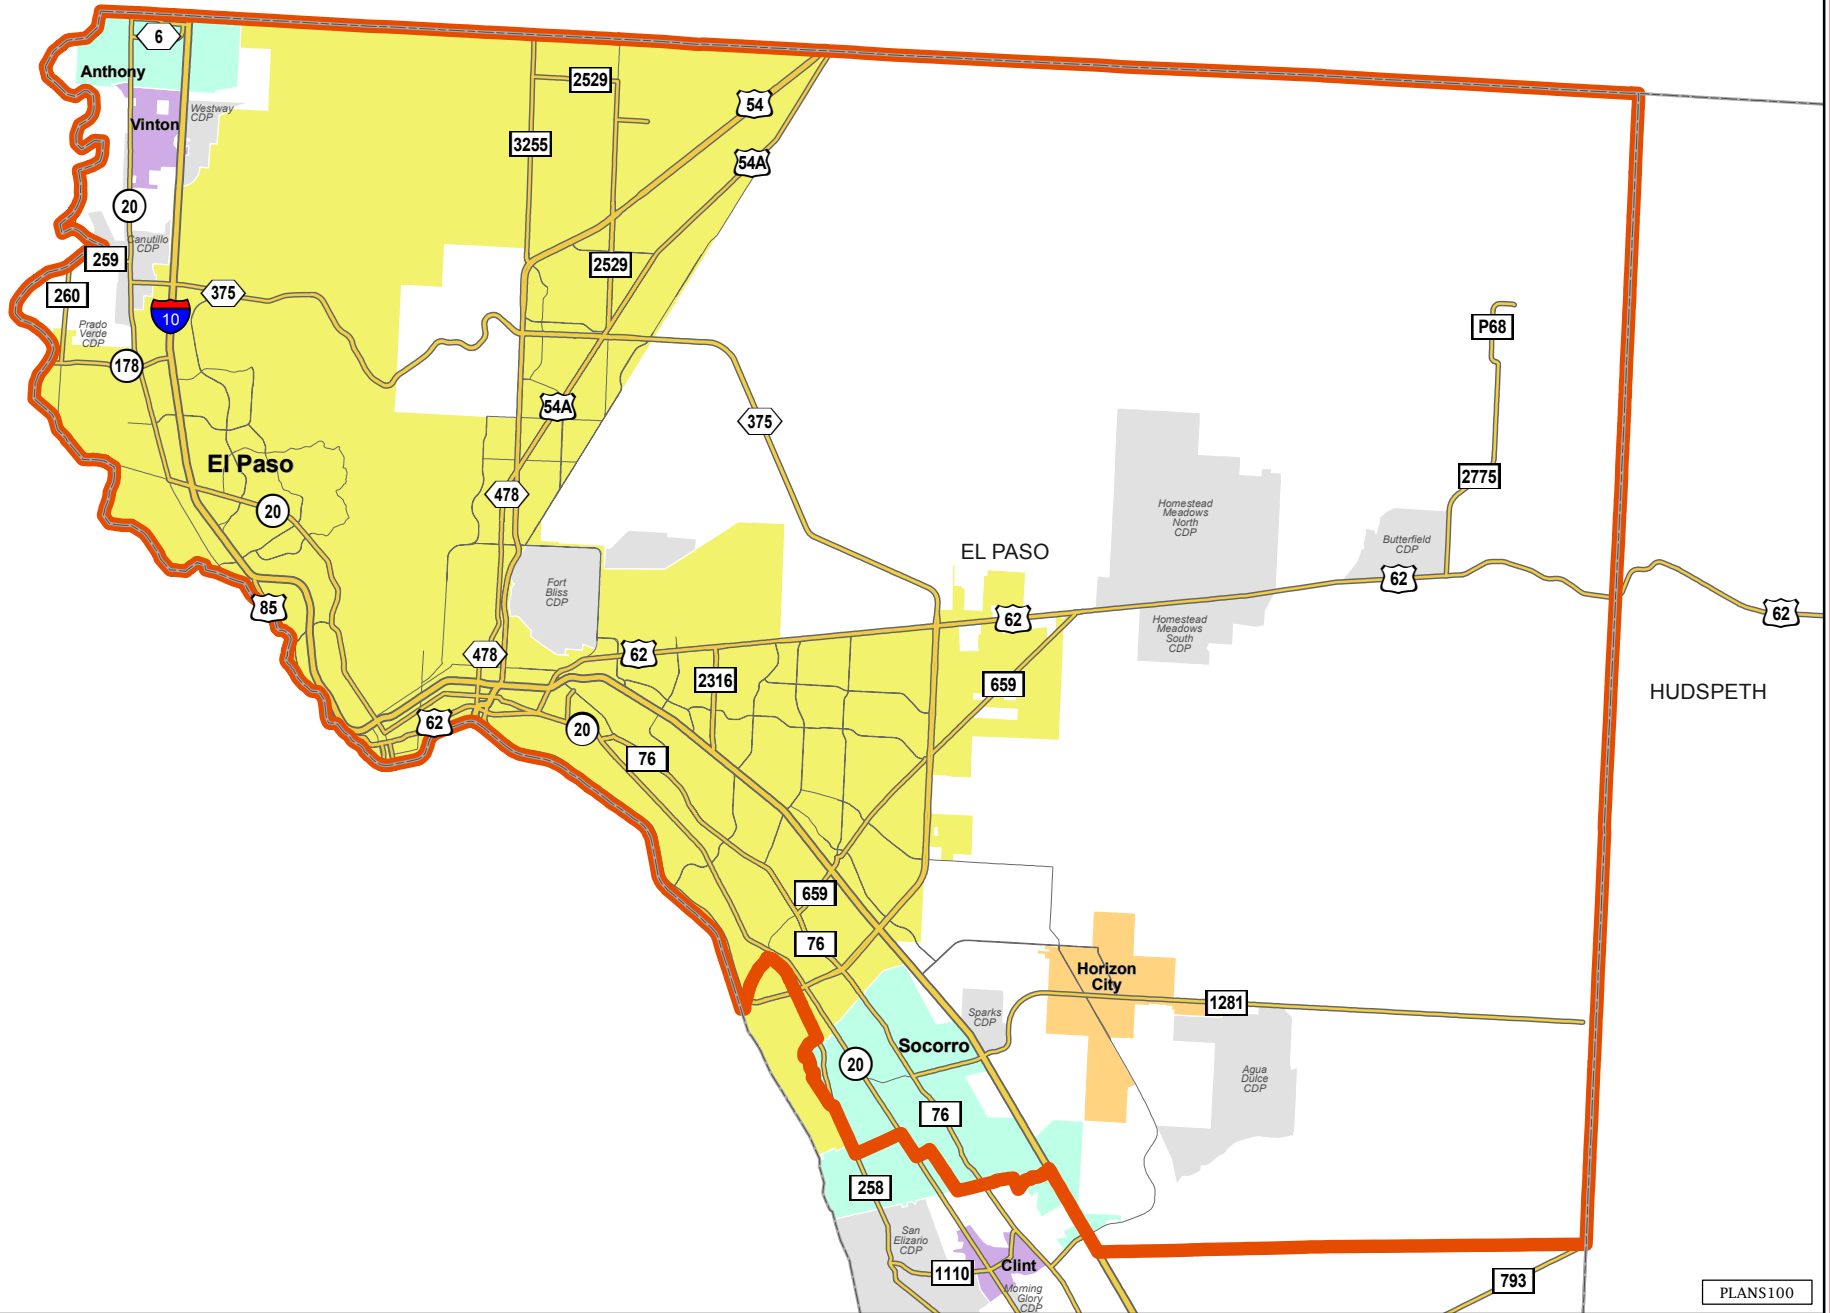 6
Anthony
2529
54
Westway
CDP
Vinton
3255
54A
20
Canutillo
CDP
259
2529
260
375
10
P68
Prado
Verde
CDP
178
54A
375
El Paso
2775
478
20
Homestead
Meadows
North
CDP
EL PASO
Butterfield
CDP
Fort
Bliss
CDP
62
85
62
62
Homestead
Meadows
South
CDP
478
62
2316
659
HUDSPETH
62
20
76
659
76
Horizon
City
1281
Sparks
CDP
Socorro
20
Agua
Dulce
CDP
76
258
San
Elizario
CDP
1110
Clint
Morning
Glory
CDP
793
PLANS100